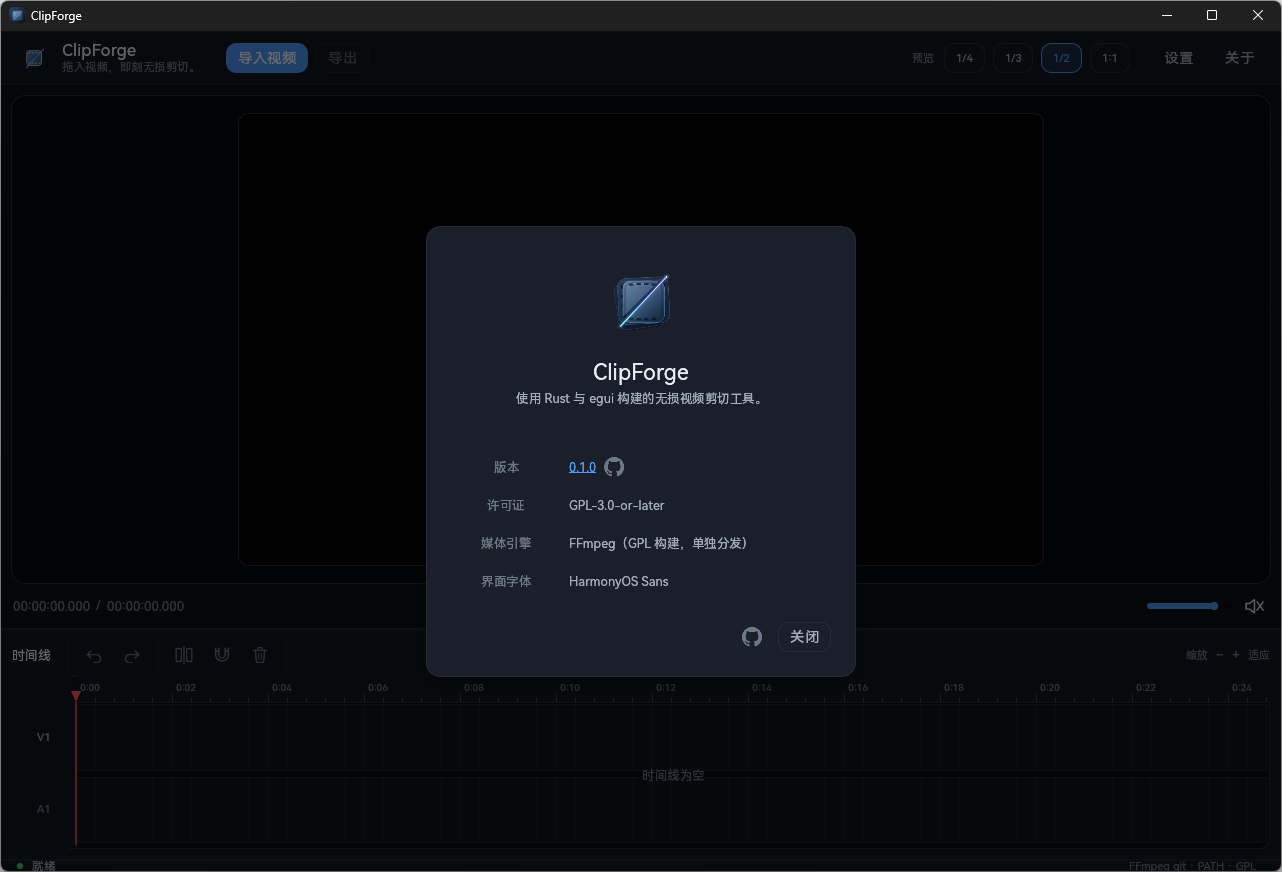 ClipForge
ClipForge
拖入视频，即刻无损剪切。
导入视频 导出
预览 1/4 1/3 1/2 1:1 设置 关于
ClipForge
使用 Rust 与 egui 构建的无损视频剪切工具。
版本 0.1.0
许可证 GPL-3.0-or-later
媒体引擎 FFmpeg（GPL 构建，单独分发）
界面字体 HarmonyOS Sans
关闭
00:00:00.000 / 00:00:00.000
时间线 缩放 − + 适应
0:00 0:02 0:04 0:06 0:08 0:10 0:12 0:14 0:16 0:18 0:20 0:22 0:24
V1
时间线为空
A1
就绪 FFmpeg git · PATH · GPL